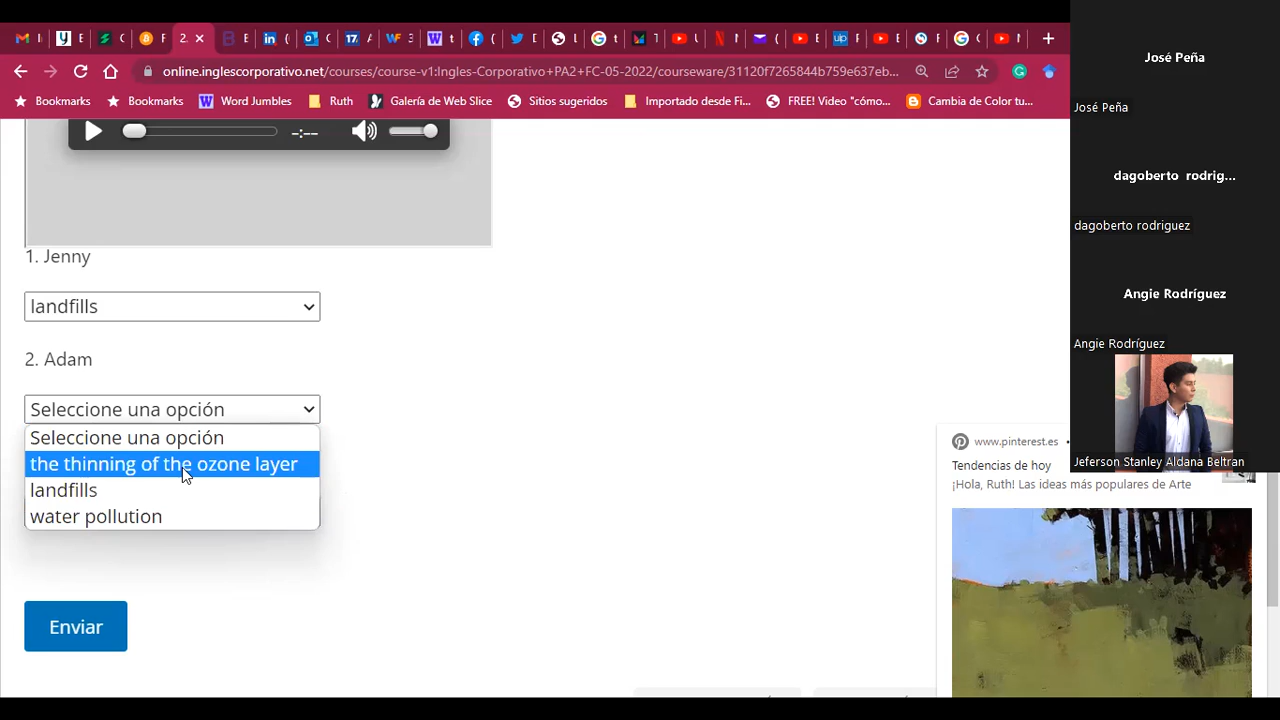 2.
online.inglescorporativo.net/courses/course-v1:Ingles-Corporativo+PA2+FC-05-2022/courseware/31120f7265844b759e637eb...
Bookmarks
Bookmarks
Word Jumbles
Ruth
Galería de Web Slice
Sitios sugeridos
Importado desde Fi...
FREE! Video "cómo...
Cambia de Color tu...
-:--
1. Jenny
landfills
2. Adam
Seleccione una opción
Seleccione una opción
the thinning of the ozone layer
landfills
water pollution
Enviar
www.pinterest.es •
Tendencias de hoy
¡Hola, Ruth! Las ideas más populares de Arte
José Peña
José Peña
dagoberto rodrig...
dagoberto rodriguez
Angie Rodríguez
Angie Rodríguez
Jeferson Stanley Aldana Beltran